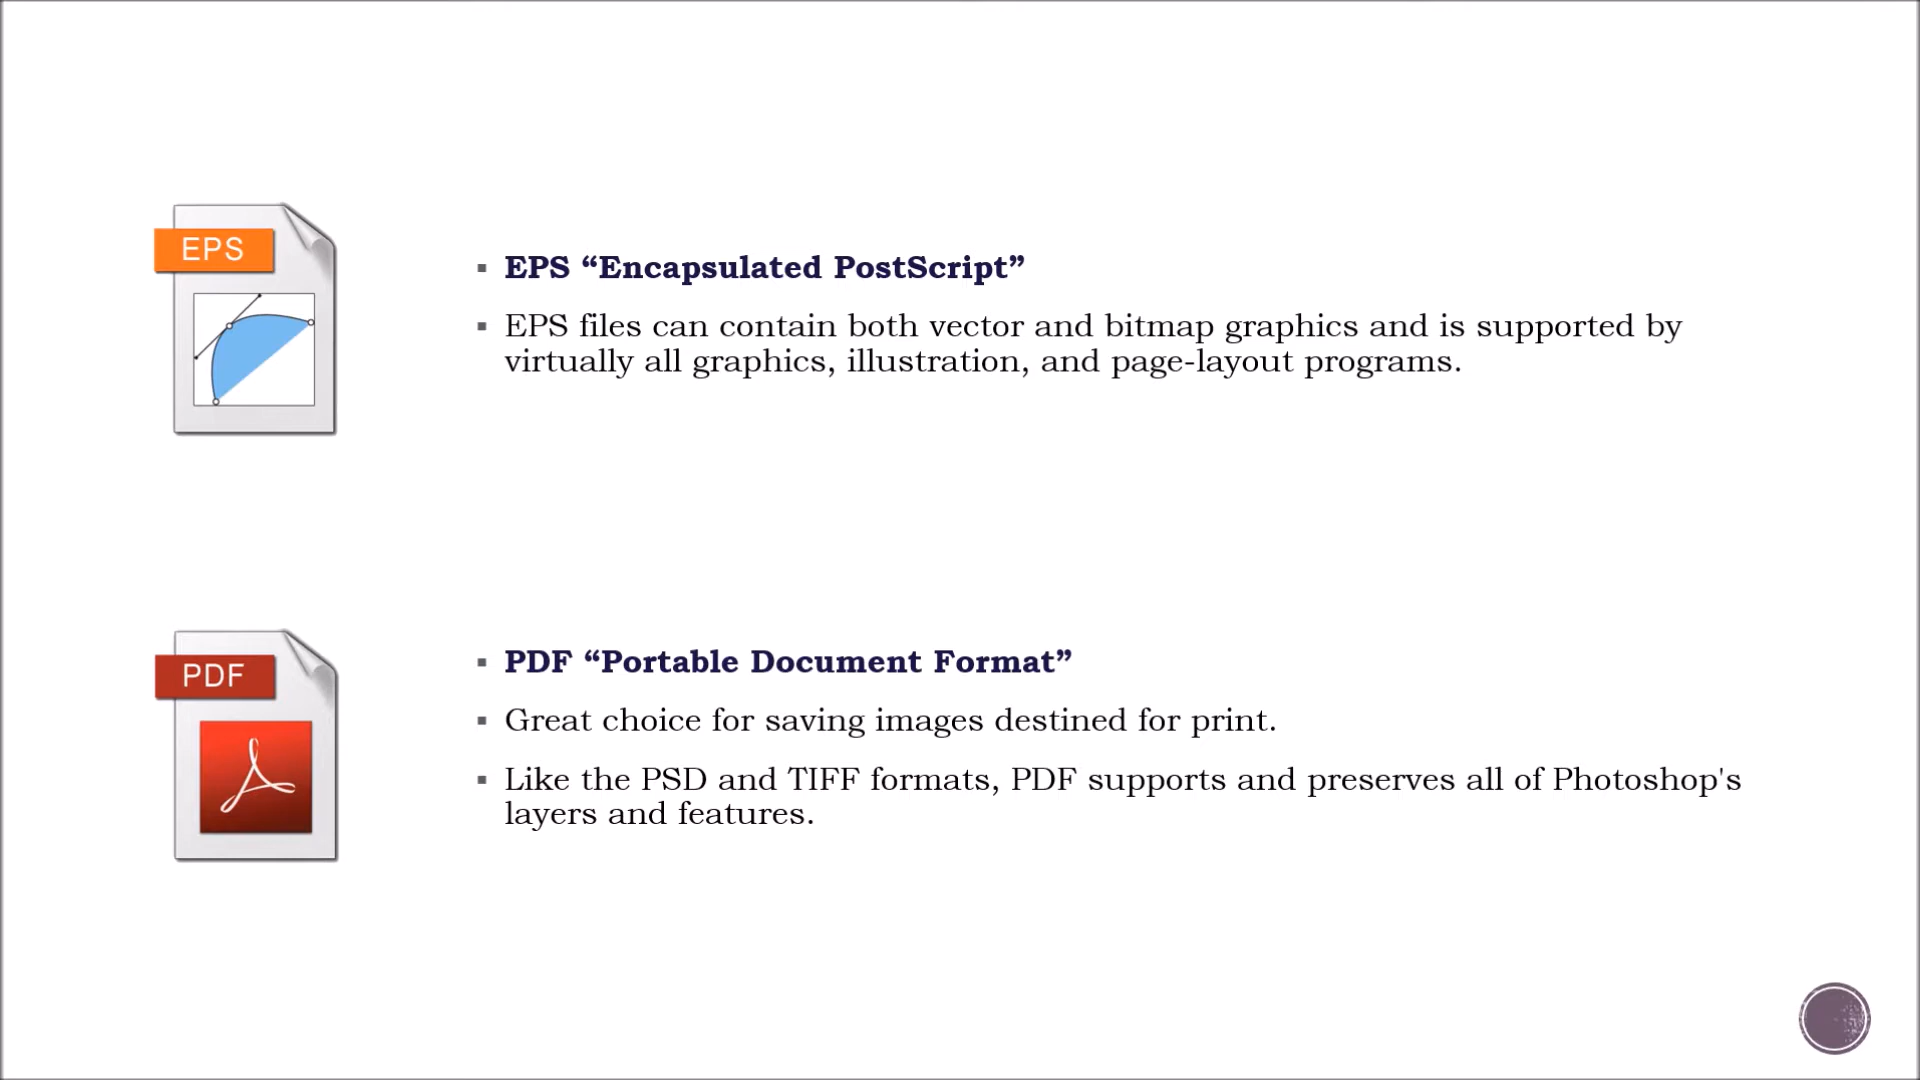 EPS
▪ EPS “Encapsulated PostScript”
▪ EPS files can contain both vector and bitmap graphics and is supported by
virtually all graphics, illustration, and page-layout programs.
PDF
▪ PDF “Portable Document Format”
▪ Great choice for saving images destined for print.
▪ Like the PSD and TIFF formats, PDF supports and preserves all of Photoshop's
layers and features.